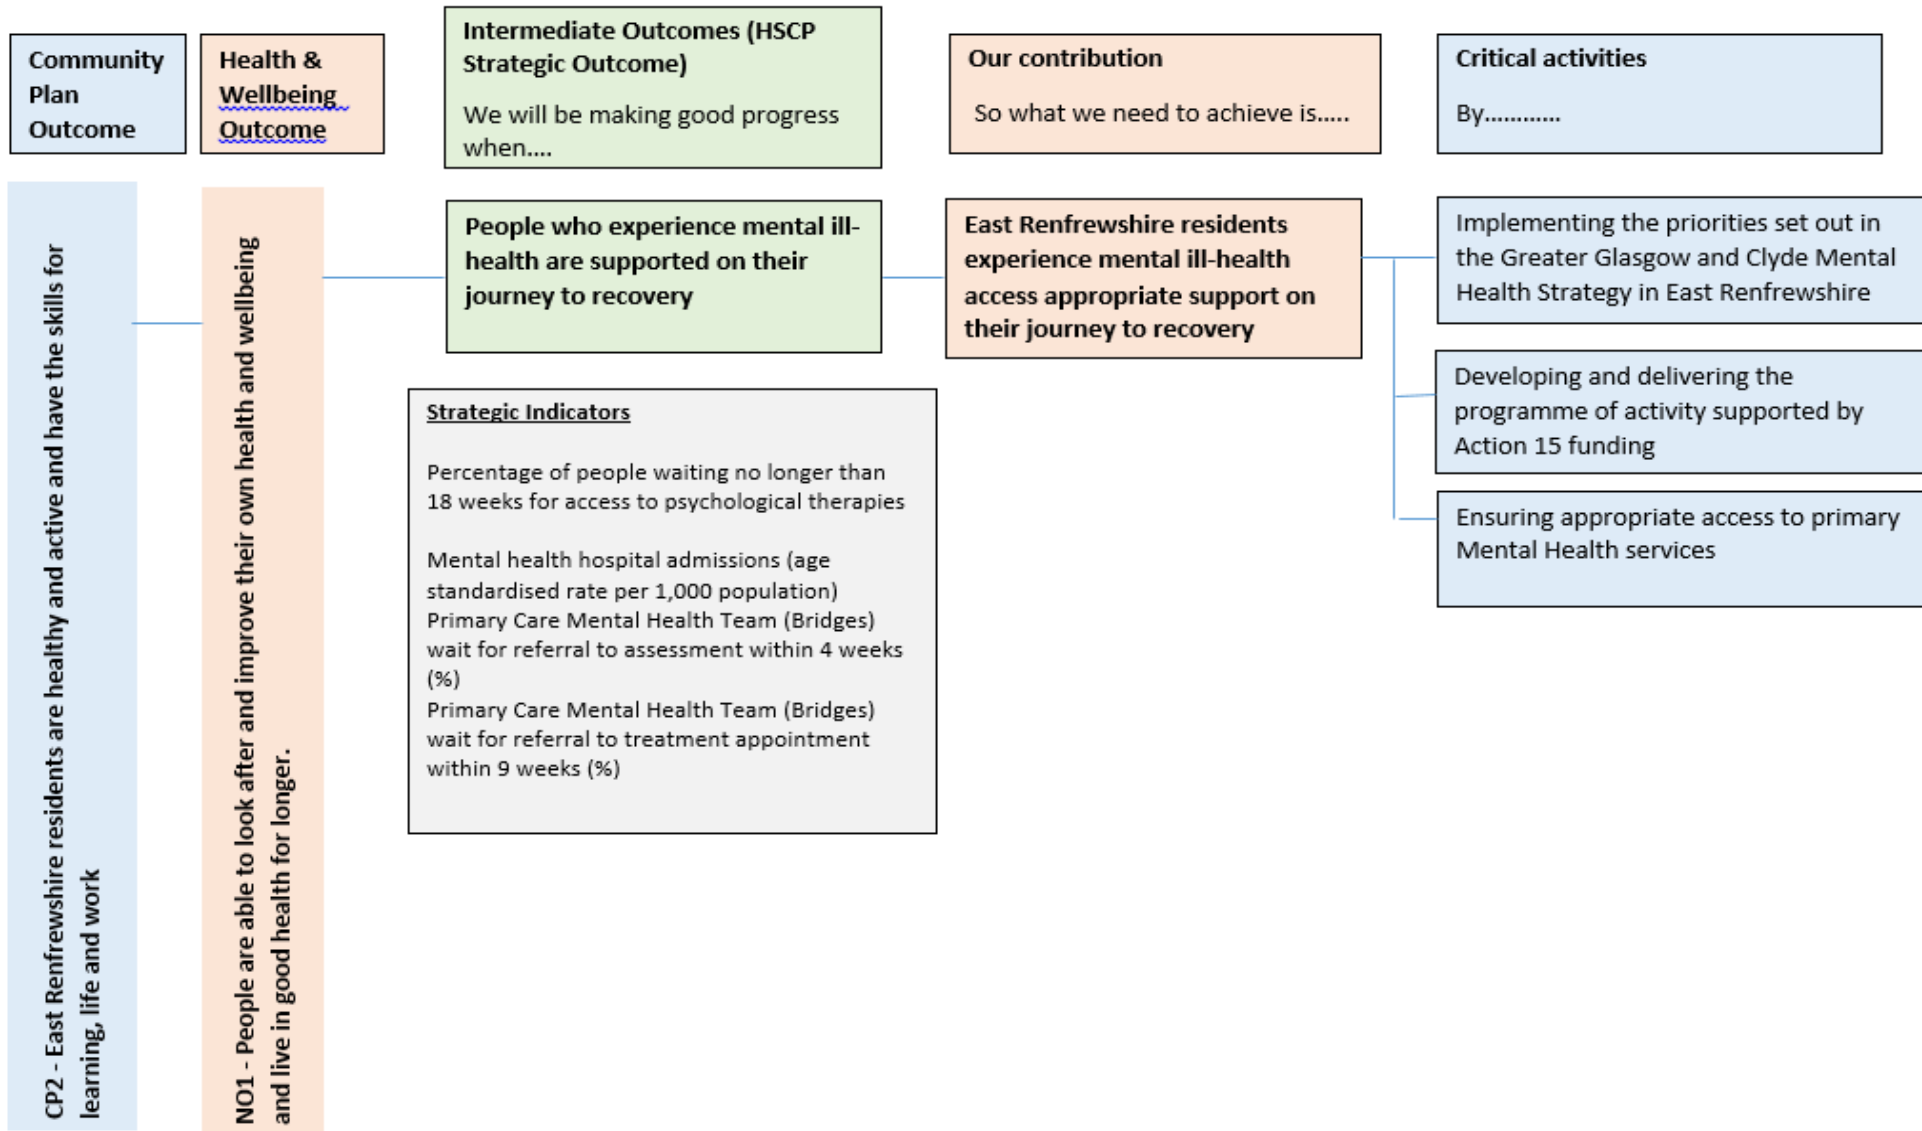 Community
Plan
Outcome
Health &
Wellbeing
Outcome
Intermediate Outcomes (HSCP
Strategic Outcome)
We will be making good progress
when....
Our contribution
So what we need to achieve is.....
Critical activities
By............
CP2 - East Renfrewshire residents are healthy and active and have the skills for
learning, life and work
NO1 - People are able to look after and improve their own health and wellbeing
and live in good health for longer.
People who experience mental ill-
health are supported on their
journey to recovery
East Renfrewshire residents
experience mental ill-health
access appropriate support on
their journey to recovery
Implementing the priorities set out in
the Greater Glasgow and Clyde Mental
Health Strategy in East Renfrewshire
Developing and delivering the
programme of activity supported by
Action 15 funding
Ensuring appropriate access to primary
Mental Health services
Strategic Indicators
Percentage of people waiting no longer than
18 weeks for access to psychological therapies
Mental health hospital admissions (age
standardised rate per 1,000 population)
Primary Care Mental Health Team (Bridges)
wait for referral to assessment within 4 weeks
(%)
Primary Care Mental Health Team (Bridges)
wait for referral to treatment appointment
within 9 weeks (%)